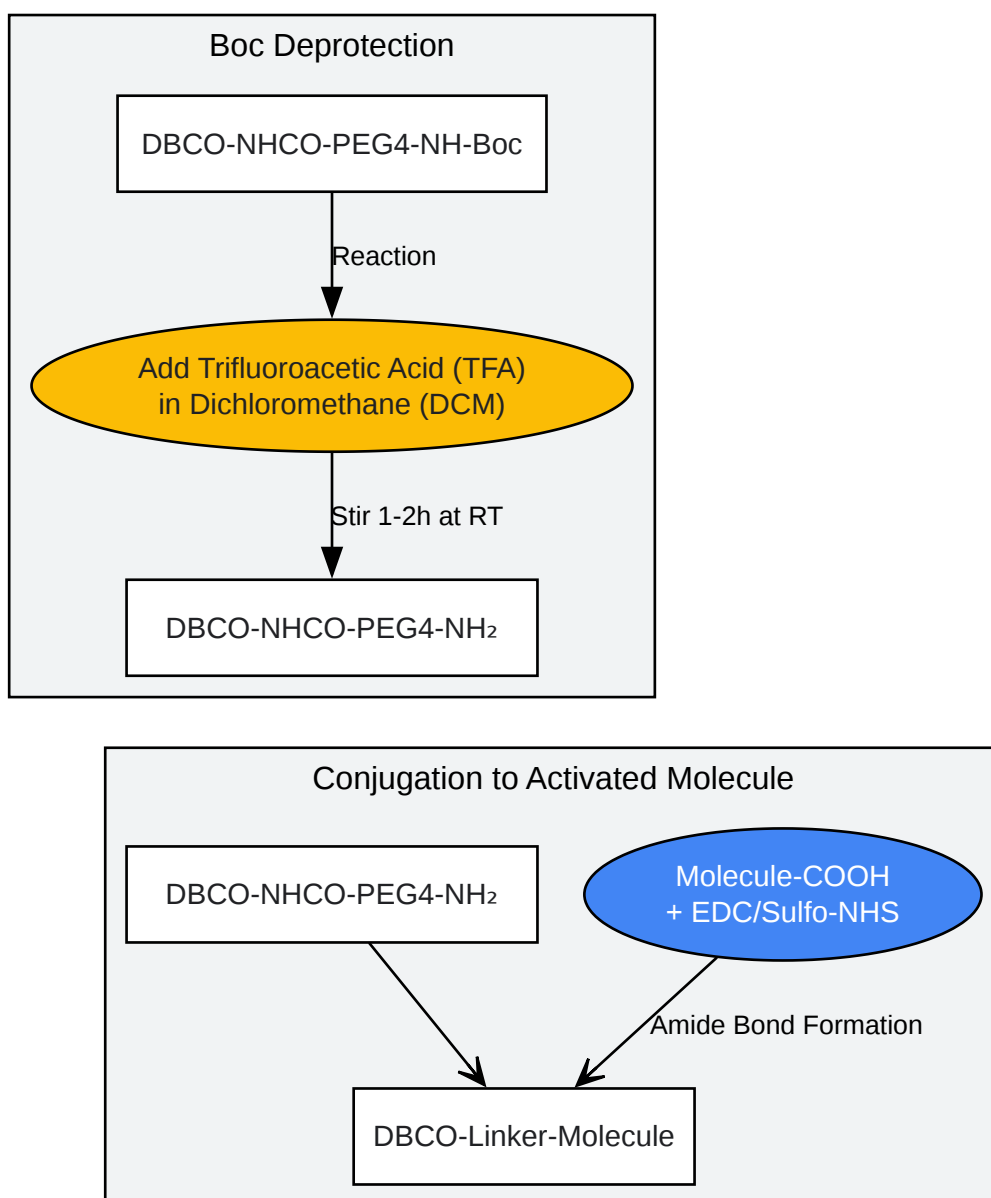 Boc Deprotection
DBCO-NHCO-PEG4-NH-Boc
Reaction
Add Trifluoroacetic Acid (TFA)
in Dichloromethane (DCM)
Stir 1-2h at RT
DBCO-NHCO-PEG4-NH₂
Conjugation to Activated Molecule
DBCO-NHCO-PEG4-NH₂
Molecule-COOH
+ EDC/Sulfo-NHS
Amide Bond Formation
DBCO-Linker-Molecule